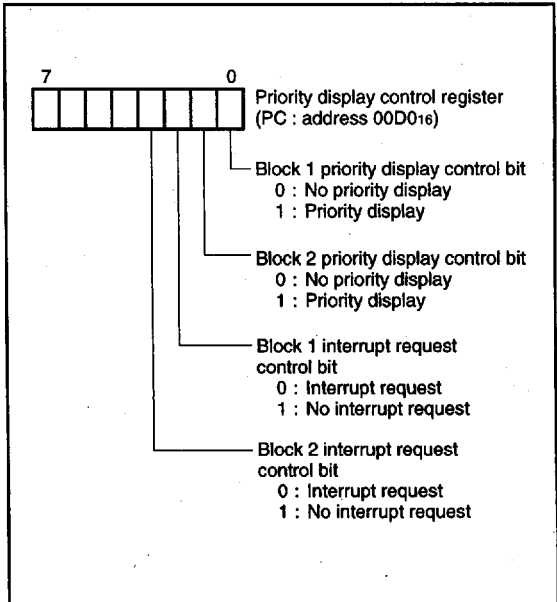 7 0
Priority display control register
(PC : address 00D016)
Block 1 priority display control bit
0 : No priority display
1 : Priority display
Block 2 priority display control bit
0 : No priority display
1 : Priority display
Block 1 interrupt request
control bit
0 : Interrupt request
1 : No interrupt request
Block 2 interrupt request
control bit
0 : Interrupt request
1 : No interrupt request